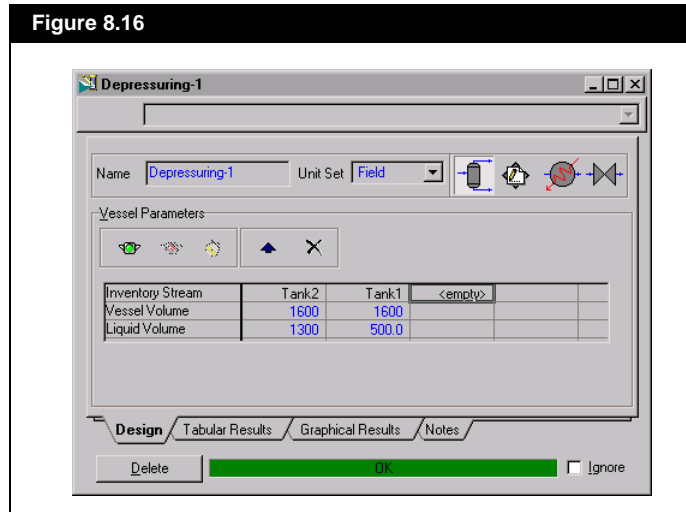 Figure 8.16
Depressuring-1
Name Depressuring-1 Unit Set Field
Vessel Parameters
Inventory Stream Tank2 Tank1 <empty>
Vessel Volume 1600 1600
Liquid Volume 1300 500.0
Design Tabular Results Graphical Results Notes
Delete OK Ignore